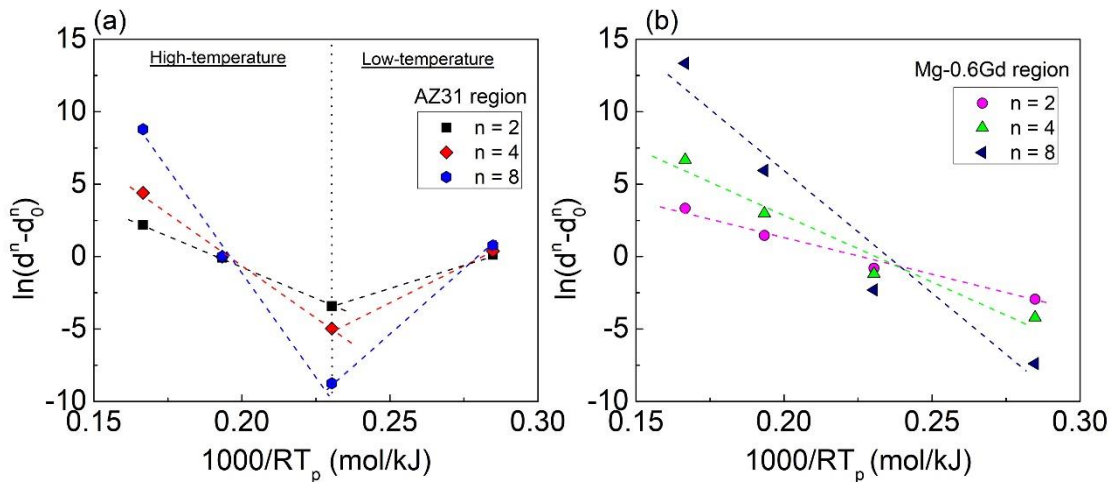 (a)
15
10
5
0
-5
-10
ln(dⁿ-d₀ⁿ)
High-temperature
Low-temperature
AZ31 region
n = 2
n = 4
n = 8
0.15 0.20 0.25 0.30
1000/RTₚ (mol/kJ)
(b)
15
10
5
0
-5
-10
ln(dⁿ-d₀ⁿ)
Mg-0.6Gd region
n = 2
n = 4
n = 8
0.15 0.20 0.25 0.30
1000/RTₚ (mol/kJ)